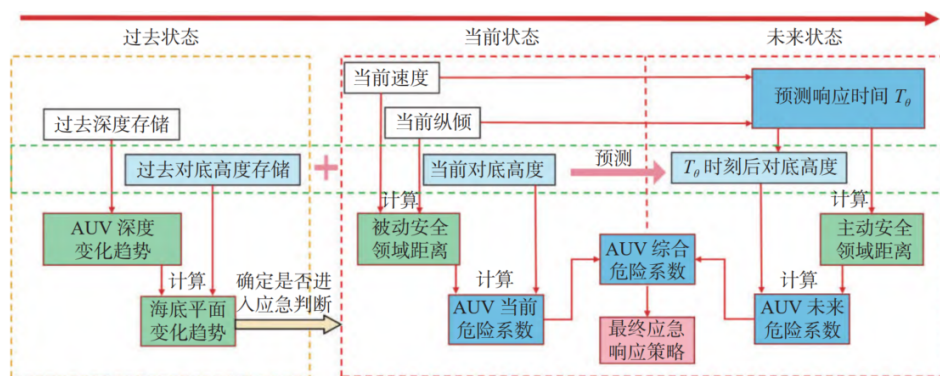 过去状态
当前状态
未来状态
当前速度
预测响应时间 Tθ
过去深度存储
当前纵倾
过去对底高度存储
当前对底高度
预测
Tθ 时刻后对底高度
计算
计算
AUV 深度
变化趋势
被动安全
领域距离
AUV 综合
危险系数
主动安全
领域距离
计算
确定是否进
入应急判断
计算
计算
海底平面
变化趋势
AUV 当前
危险系数
最终应急
响应策略
AUV 未来
危险系数